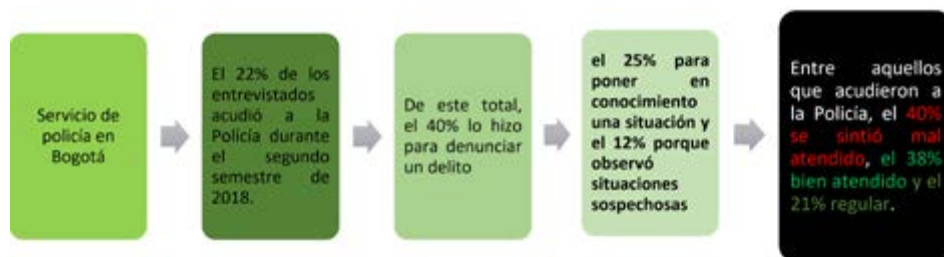 Servicio de
policía en
Bogotá
El 22% de los
entrevistados
acudió a la
Policía durante
el segundo
semestre de
2018.
De este total,
el 40% lo hizo
para denunciar
un delito
el 25% para
poner en
conocimiento
una situación y
el 12% porque
observó
situaciones
sospechosas
Entre aquellos
que acudieron a
la Policía, el 40%
se sintió mal
atendido, el 38%
bien atendido y el
21% regular.